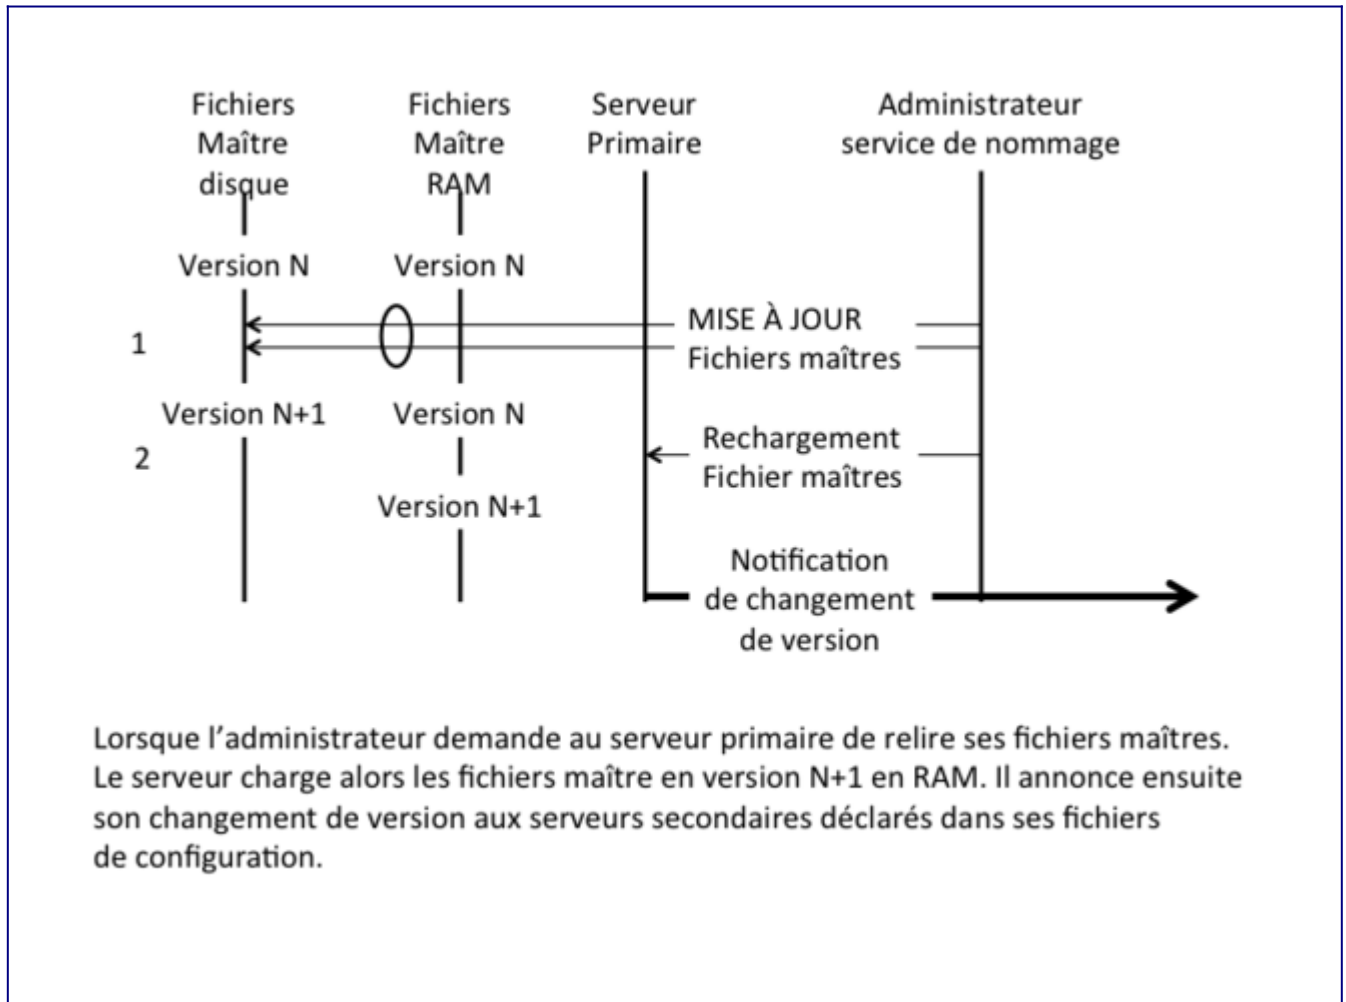 Fichiers
Maître
disque
Fichiers
Maître
RAM
Serveur
Primaire
Administrateur
service de nommage
Version N
Version N
1
MISE À JOUR
Fichiers maîtres
Version N+1
Version N
2
Rechargement
Fichier maîtres
Version N+1
Notification
de changement
de version
Lorsque l’administrateur demande au serveur primaire de relire ses fichiers maîtres.
Le serveur charge alors les fichiers maître en version N+1 en RAM. Il annonce ensuite
son changement de version aux serveurs secondaires déclarés dans ses fichiers
de configuration.